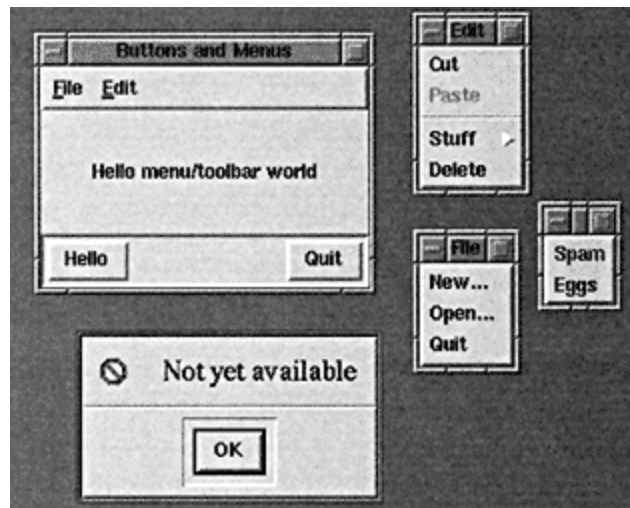 Buttons and Menus
File Edit
Hello menu/toolbar world
Hello Quit
Edit
Cut
Paste
Stuff
Delete
File
New...
Open...
Quit
Spam
Eggs
Not yet available
OK